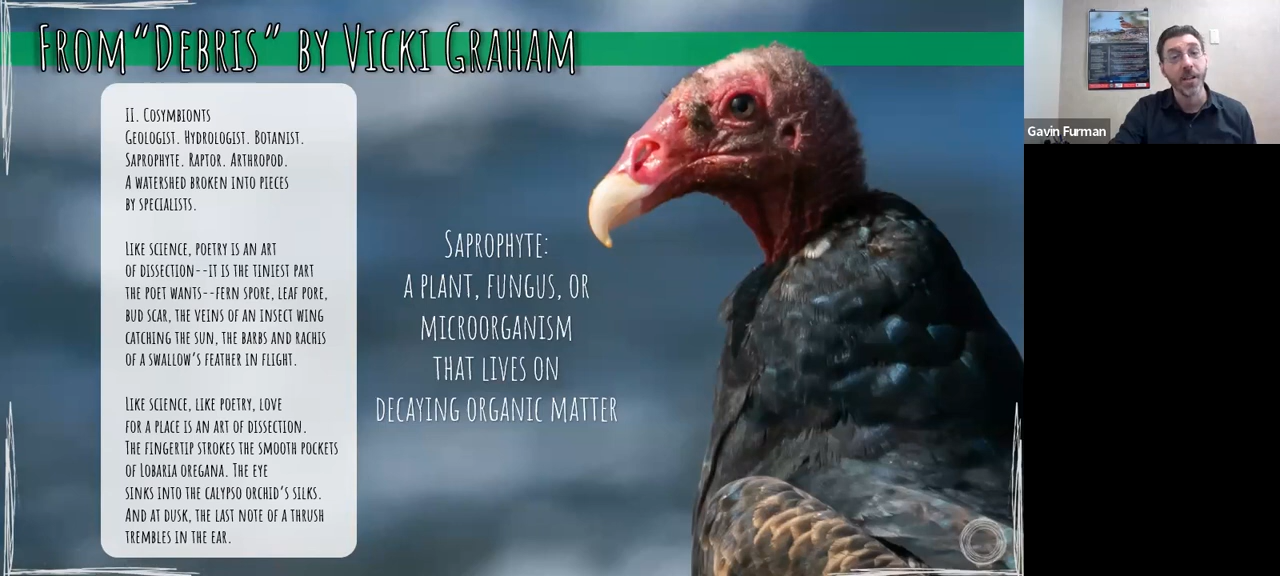 From "Debris" by Vicki Graham
II. Cosymbionts
Geologist. Hydrologist. Botanist.
Saprophyte. Raptor. Arthropod.
A watershed broken into pieces
by specialists.
Like science, poetry is an art
of dissection--it is the tiniest part
the poet wants--fern spore, leaf pore,
bud scar, the veins of an insect wing
catching the sun, the barbs and rachis
of a swallow's feather in flight.
Like science, like poetry, love
for a place is an art of dissection.
The fingertip strokes the smooth pockets
of Lobaria oregana. The eye
sinks into the calypso orchid's silks.
And at dusk, the last note of a thrush
trembles in the ear.
Saprophyte:
a plant, fungus, or
microorganism
that lives on
decaying organic matter
Gavin Furman